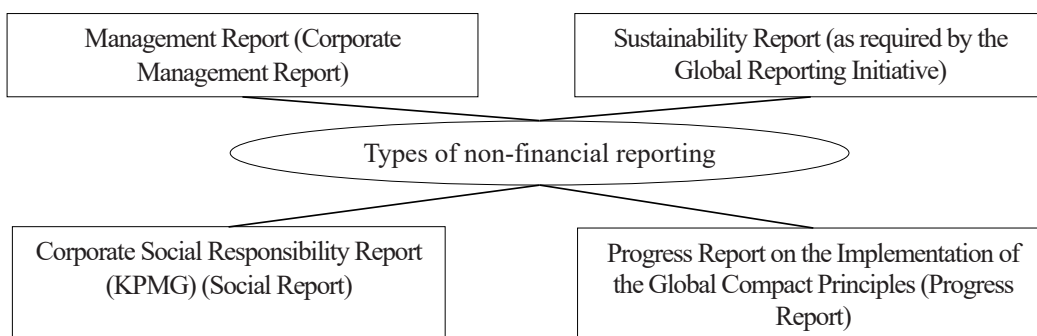 Management Report (Corporate
Management Report)
Sustainability Report (as required by the
Global Reporting Initiative)
Types of non-financial reporting
Corporate Social Responsibility Report
(KPMG) (Social Report)
Progress Report on the Implementation of
the Global Compact Principles (Progress
Report)